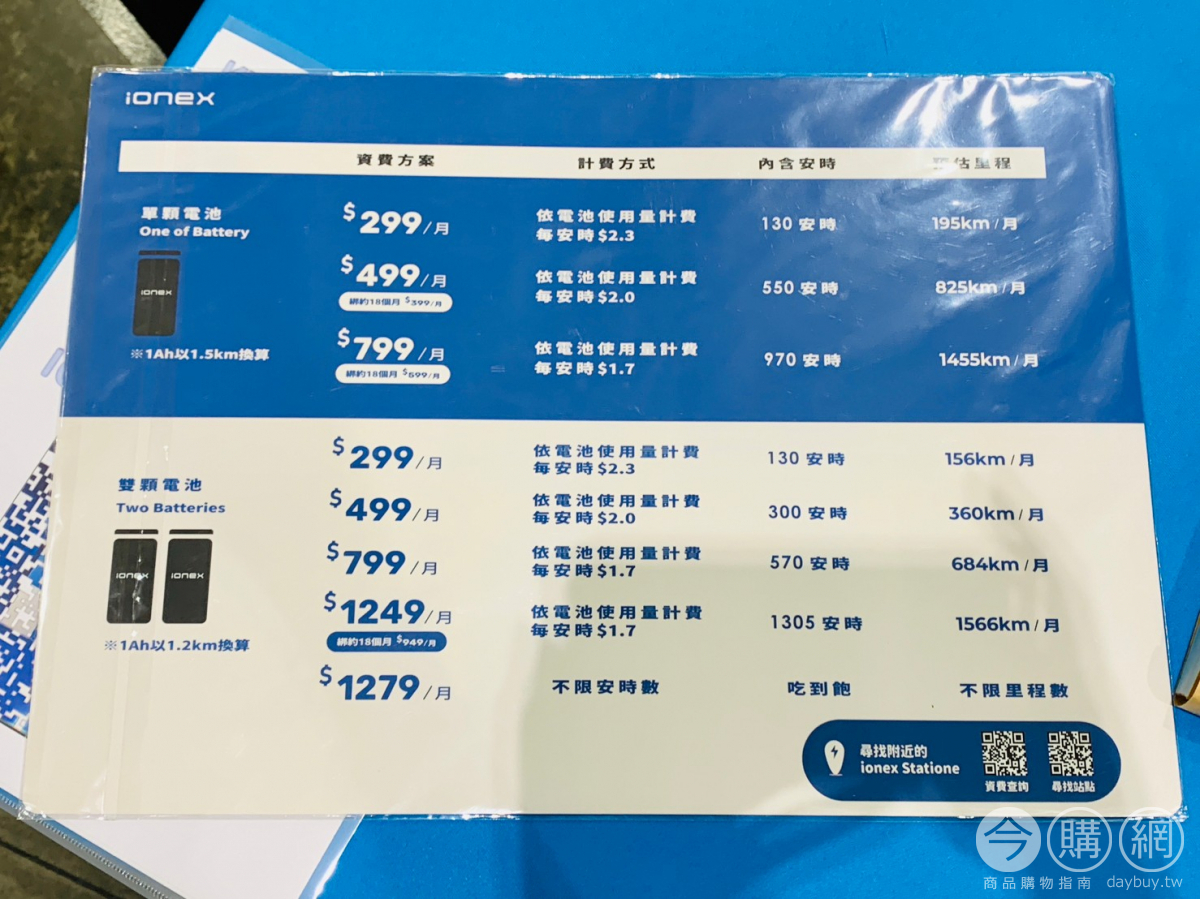 ionex
資費方案 計費方式 內含安時 預估里程
單顆電池
One of Battery
ionex
※1Ah以1.5km換算
$299/月 依電池使用量計費 130 安時 195km/月
每安時$2.3
$499/月 依電池使用量計費 550 安時 825km/月
綁約18個月 $399/月 每安時$2.0
$799/月 依電池使用量計費 970 安時 1455km/月
綁約18個月 $599/月 每安時$1.7
雙顆電池
Two Batteries
ionex ionex
※1Ah以1.2km換算
$299/月 依電池使用量計費 130 安時 156km/月
每安時$2.3
$499/月 依電池使用量計費 300 安時 360km/月
每安時$2.0
$799/月 依電池使用量計費 570 安時 684km/月
每安時$1.7
$1249/月 依電池使用量計費 1305 安時 1566km/月
綁約18個月 $949/月 每安時$1.7
$1279/月 不限安時數 吃到飽 不限里程數
尋找附近的
ionex Statione
資費查詢 尋找站點
今購網
商品購物指南 daybuy.tw